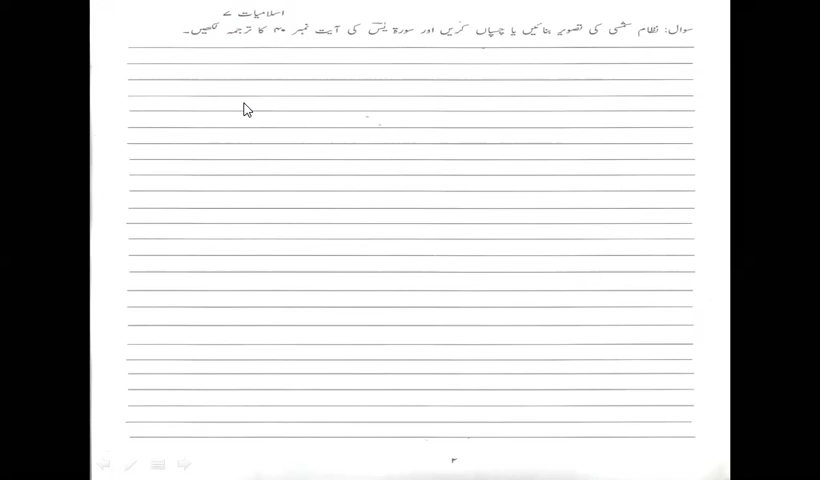 اسلامیات ۷
سوال: نظام شمسی کی تصویر بنائیں یا چسپاں کریں اور سورۃ یٰسٓ کی آیت نمبر ۴۰ کا ترجمہ لکھیں۔
۲